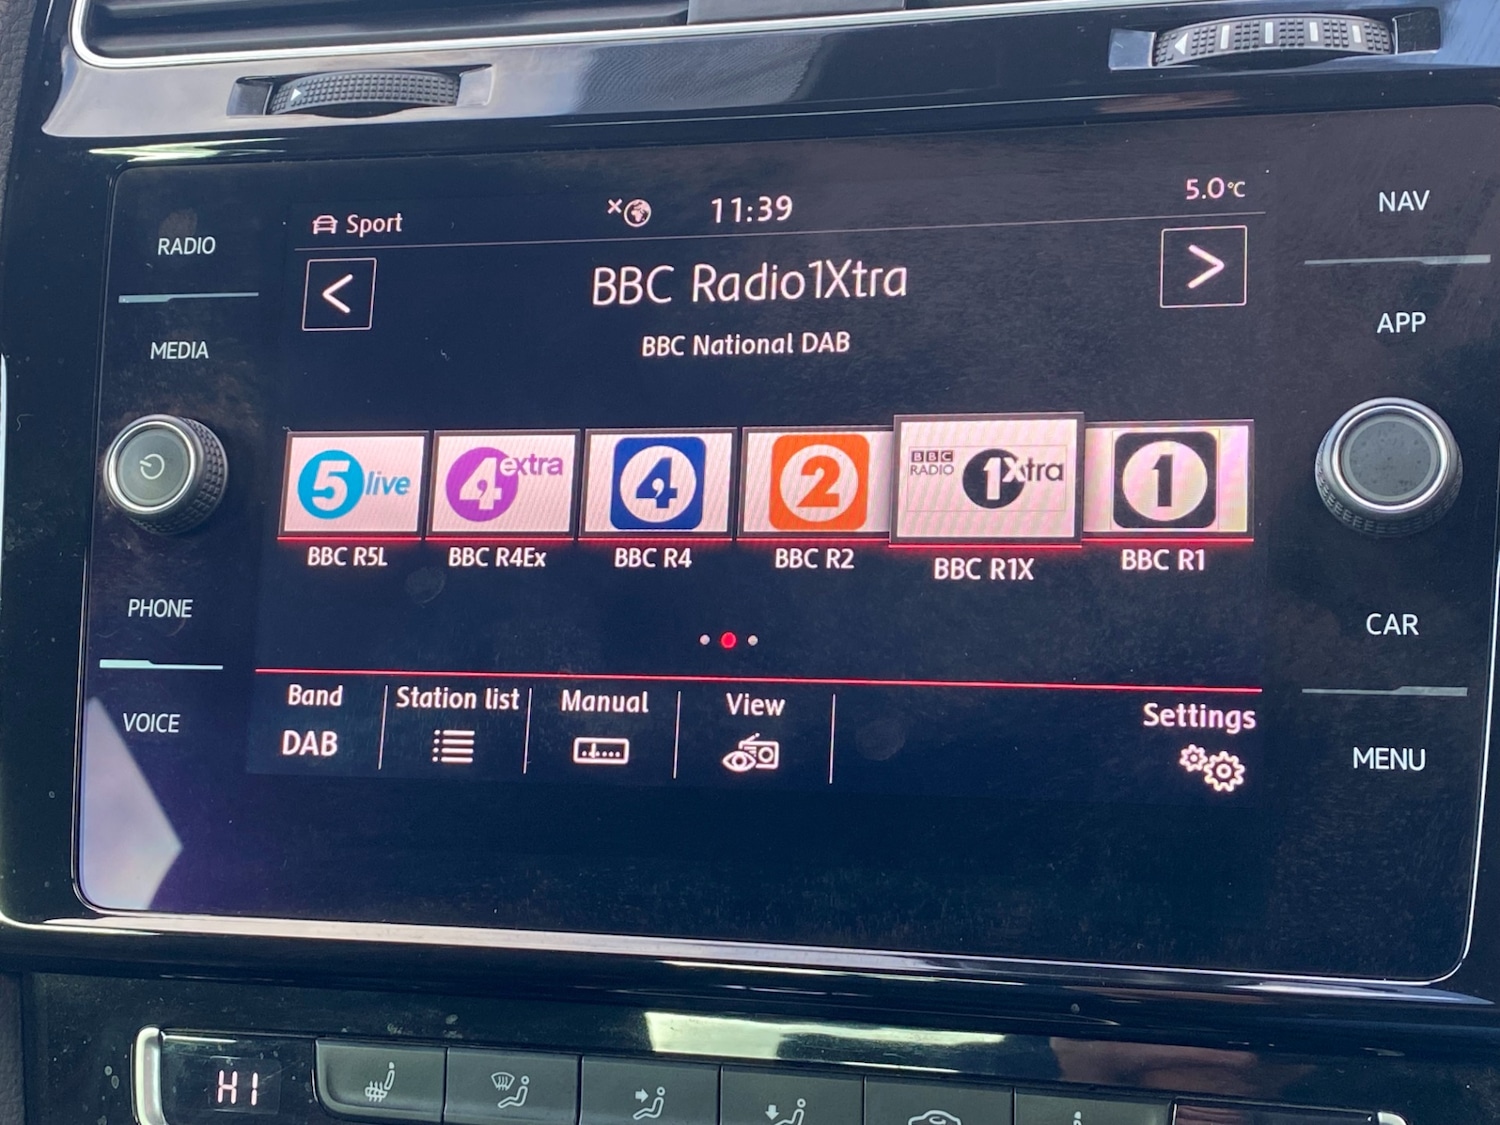 Sport 11:39 5.0°C
RADIO
MEDIA
PHONE
VOICE
< BBC Radio1Xtra >
BBC National DAB
5 live
4 extra
4
2
BBC RADIO 1Xtra
1
BBC R5L BBC R4Ex BBC R4 BBC R2 BBC R1X BBC R1
Band Station list Manual View Settings
DAB
NAV
APP
CAR
MENU
HI